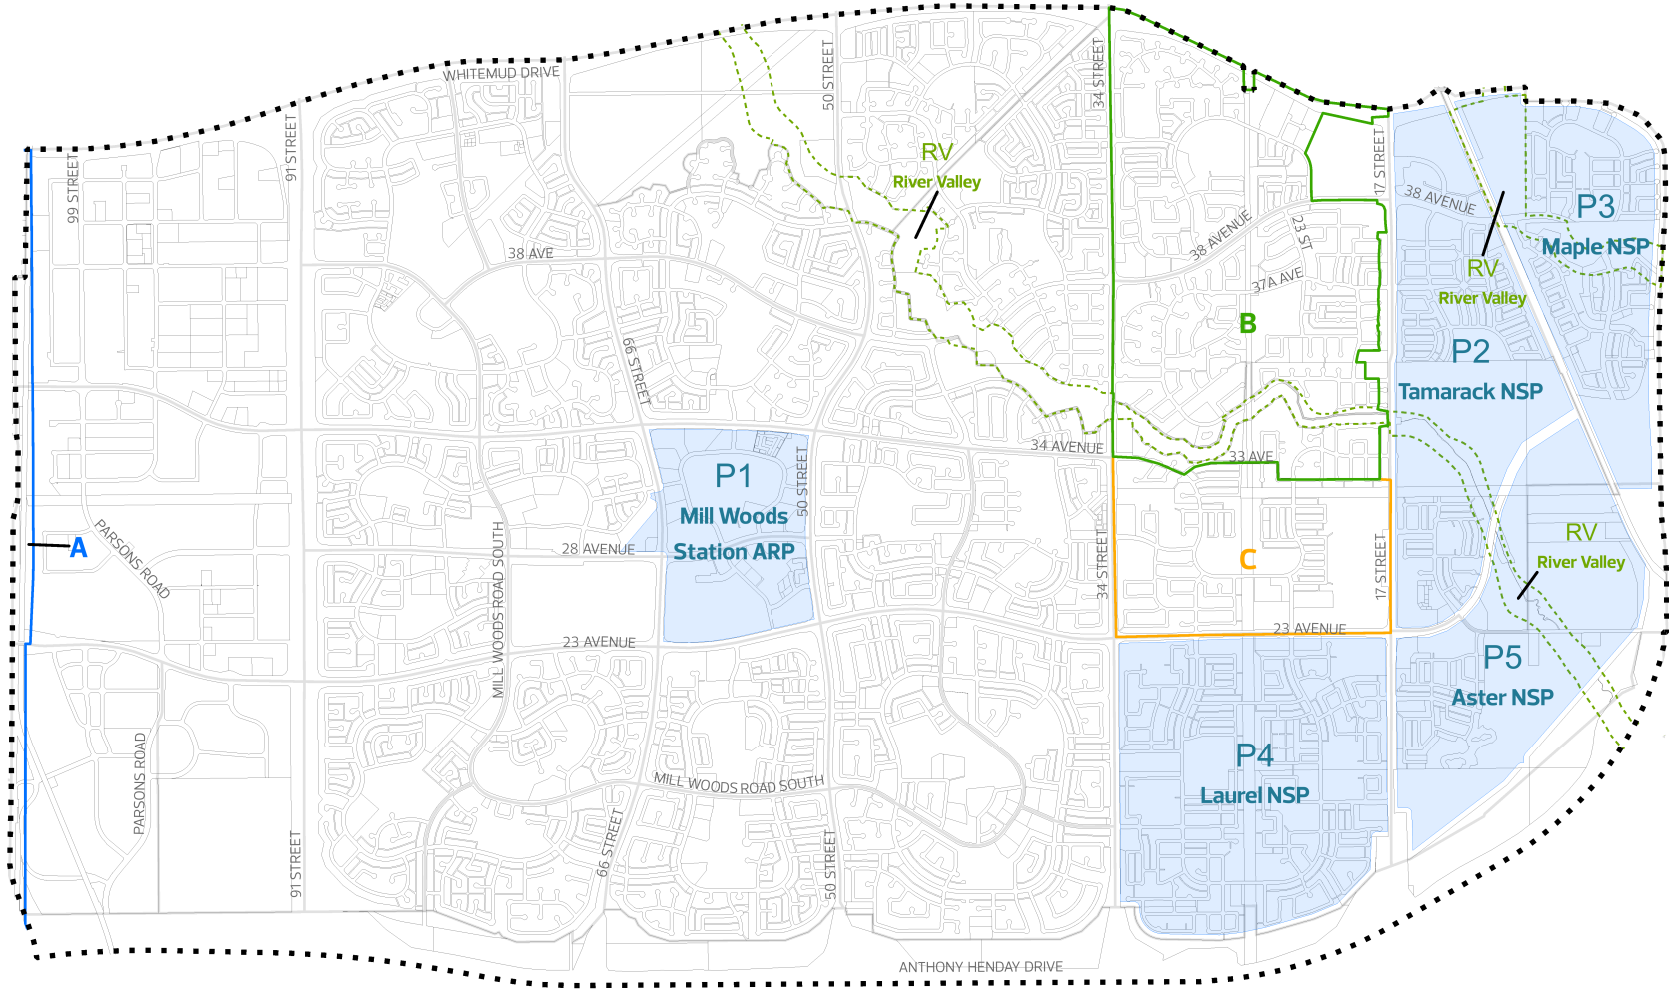 WHITEMUD DRIVE
50 STREET
34 STREET
91 STREET
99 STREET
17 STREET
RV
River Valley
38 AVENUE
P3
Maple NSP
38 AVENUE
23 ST
38 AVE
RV
River Valley
37A AVE
B
66 STREET
P2
Tamarack NSP
34 AVENUE
33 AVE
P1
Mill Woods
Station ARP
50 STREET
PARSONS ROAD
A
28 AVENUE
MILL WOODS ROAD SOUTH
34 STREET
C
17 STREET
RV
River Valley
23 AVENUE
23 AVENUE
P5
Aster NSP
PARSONS ROAD
MILL WOODS ROAD SOUTH
P4
Laurel NSP
91 STREET
66 STREET
50 STREET
ANTHONY HENDAY DRIVE